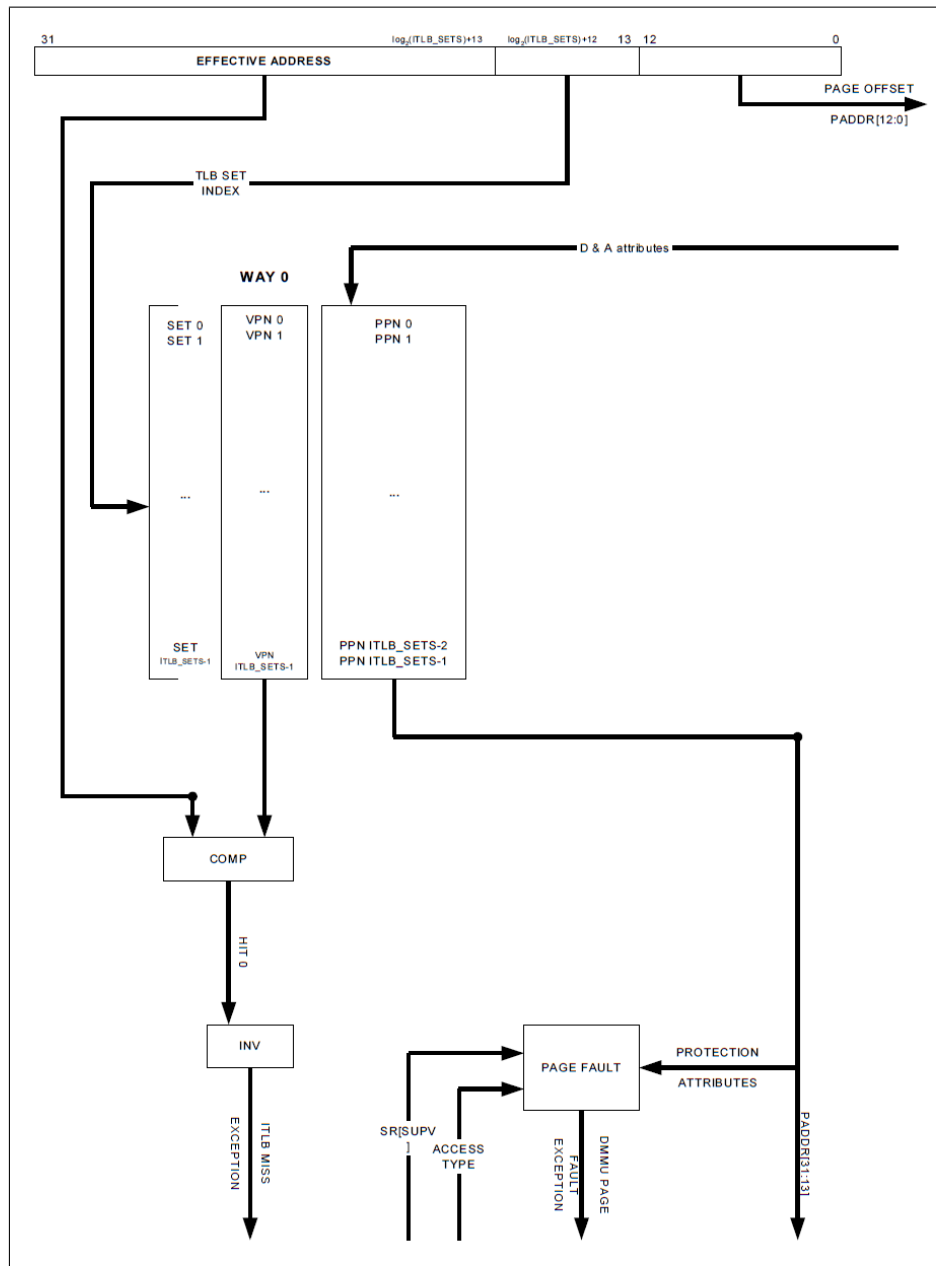 31 log₂(ITLB_SETS)+13 log₂(ITLB_SETS)+12 13 12 0
EFFECTIVE ADDRESS
PAGE OFFSET
PADDR[12:0]
TLB SET
INDEX
D & A attributes
WAY 0
SET 0
SET 1
...
SET
ITLB_SETS-1
VPN 0
VPN 1
...
VPN
ITLB_SETS-1
PPN 0
PPN 1
...
PPN ITLB_SETS-2
PPN ITLB_SETS-1
COMP
HIT 0
INV
ITLB MISS
EXCEPTION
PAGE FAULT
PROTECTION
ATTRIBUTES
SR[SUPV
]
ACCESS
TYPE
DMMU PAGE
FAULT
EXCEPTION
PADDR[31:13]